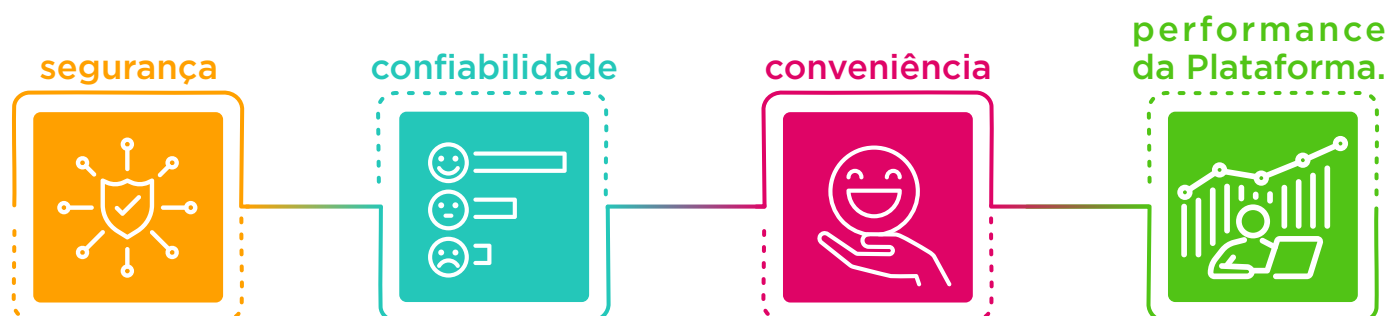 segurança
confiabilidade
conveniência
performance
da Plataforma.